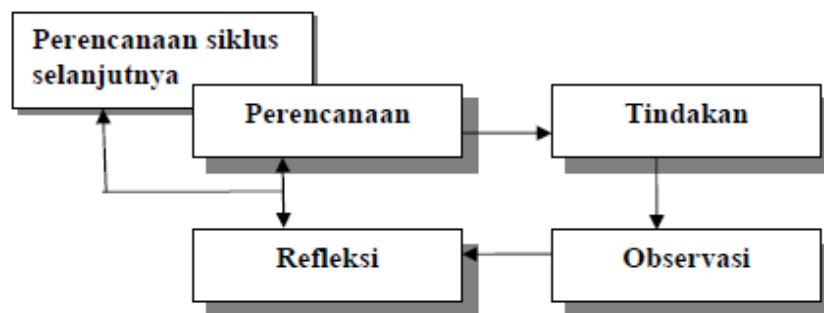 Perencanaan siklus
selanjutnya
Perencanaan
Tindakan
Refleksi
Observasi